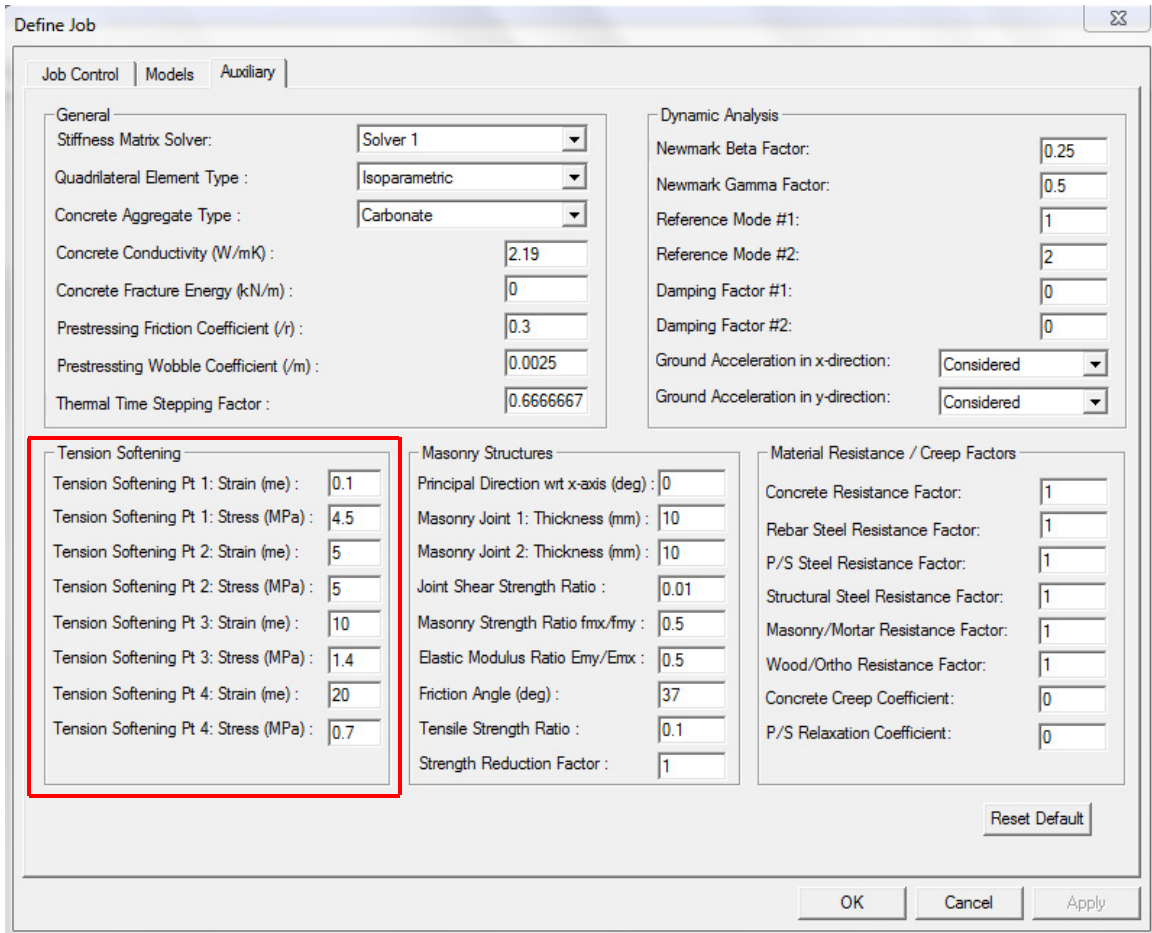 Define Job
Job Control
Models
Auxiliary
General
Stiffness Matrix Solver: Solver 1
Quadrilateral Element Type : Isoparametric
Concrete Aggregate Type : Carbonate
Concrete Conductivity (W/mK) : 2.19
Concrete Fracture Energy (kN/m) : 0
Prestressing Friction Coefficient (/r) : 0.3
Prestressting Wobble Coefficient (/m) : 0.0025
Thermal Time Stepping Factor : 0.6666667
Dynamic Analysis
Newmark Beta Factor: 0.25
Newmark Gamma Factor: 0.5
Reference Mode #1: 1
Reference Mode #2: 2
Damping Factor #1: 0
Damping Factor #2: 0
Ground Acceleration in x-direction: Considered
Ground Acceleration in y-direction: Considered
Tension Softening
Tension Softening Pt 1: Strain (me) : 0.1
Tension Softening Pt 1: Stress (MPa) : 4.5
Tension Softening Pt 2: Strain (me) : 5
Tension Softening Pt 2: Stress (MPa) : 5
Tension Softening Pt 3: Strain (me) : 10
Tension Softening Pt 3: Stress (MPa) : 1.4
Tension Softening Pt 4: Strain (me) : 20
Tension Softening Pt 4: Stress (MPa) : 0.7
Masonry Structures
Principal Direction wrt x-axis (deg) : 0
Masonry Joint 1: Thickness (mm) : 10
Masonry Joint 2: Thickness (mm) : 10
Joint Shear Strength Ratio : 0.01
Masonry Strength Ratio fmx/fmy : 0.5
Elastic Modulus Ratio Emy/Emx : 0.5
Friction Angle (deg) : 37
Tensile Strength Ratio : 0.1
Strength Reduction Factor : 1
Material Resistance / Creep Factors
Concrete Resistance Factor: 1
Rebar Steel Resistance Factor: 1
P/S Steel Resistance Factor: 1
Structural Steel Resistance Factor: 1
Masonry/Mortar Resistance Factor: 1
Wood/Ortho Resistance Factor: 1
Concrete Creep Coefficient: 0
P/S Relaxation Coefficient: 0
Reset Default
OK
Cancel
Apply